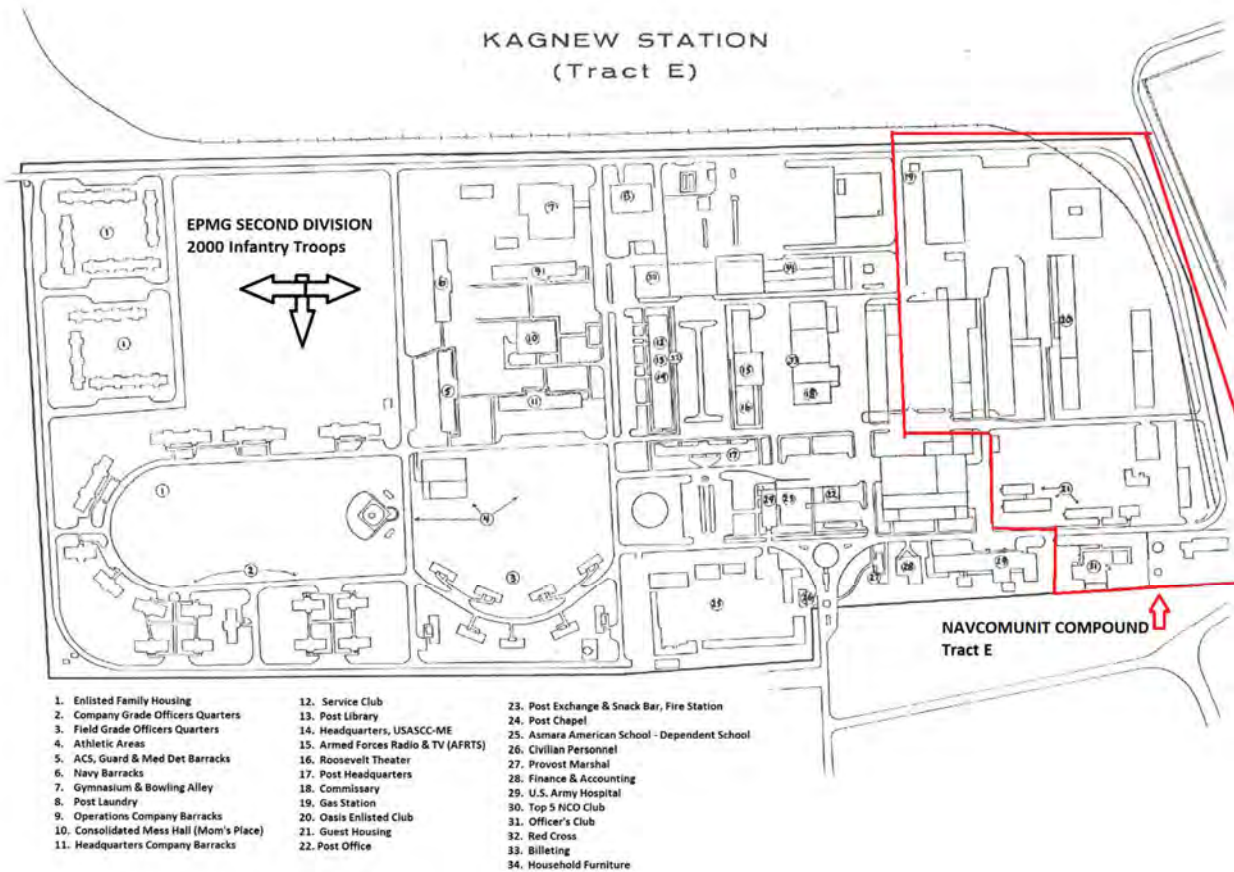 KAGNEW STATION
(Tract E)
EPMG SECOND DIVISION
2000 Infantry Troops
NAVCOMUNIT COMPOUND
Tract E
1. Enlisted Family Housing
2. Company Grade Officers Quarters
3. Field Grade Officers Quarters
4. Athletic Areas
5. ACS, Guard & Med Det Barracks
6. Navy Barracks
7. Gymnasium & Bowling Alley
8. Post Laundry
9. Operations Company Barracks
10. Consolidated Mess Hall (Mom's Place)
11. Headquarters Company Barracks
12. Service Club
13. Post Library
14. Headquarters, USASCC-ME
15. Armed Forces Radio & TV (AFRTS)
16. Roosevelt Theater
17. Post Headquarters
18. Commissary
19. Gas Station
20. Oasis Enlisted Club
21. Guest Housing
22. Post Office
23. Post Exchange & Snack Bar, Fire Station
24. Post Chapel
25. Asmara American School - Dependent School
26. Civilian Personnel
27. Provost Marshal
28. Finance & Accounting
29. U.S. Army Hospital
30. Top 5 NCO Club
31. Officer's Club
32. Red Cross
33. Billeting
34. Household Furniture